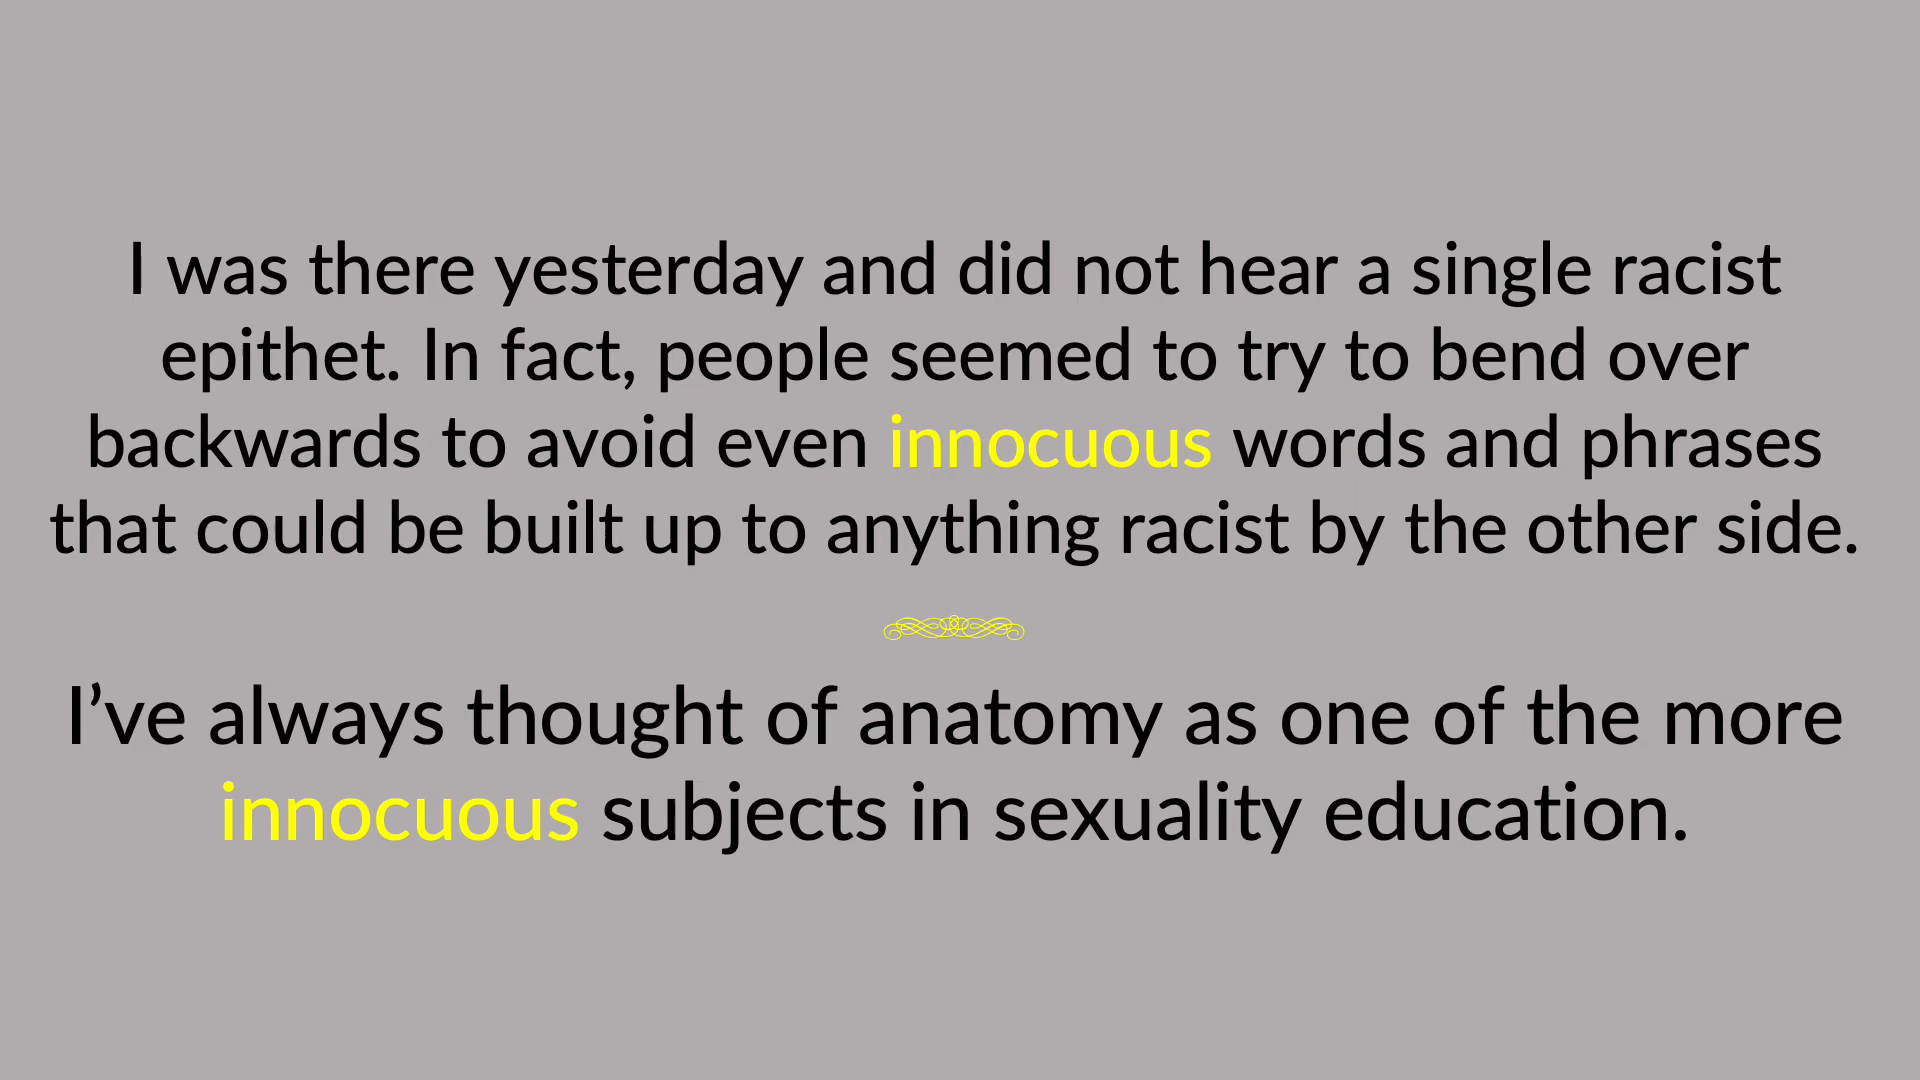 I was there yesterday and did not hear a single racist
epithet. In fact, people seemed to try to bend over
backwards to avoid even innocuous words and phrases
that could be built up to anything racist by the other side.
I’ve always thought of anatomy as one of the more
innocuous subjects in sexuality education.